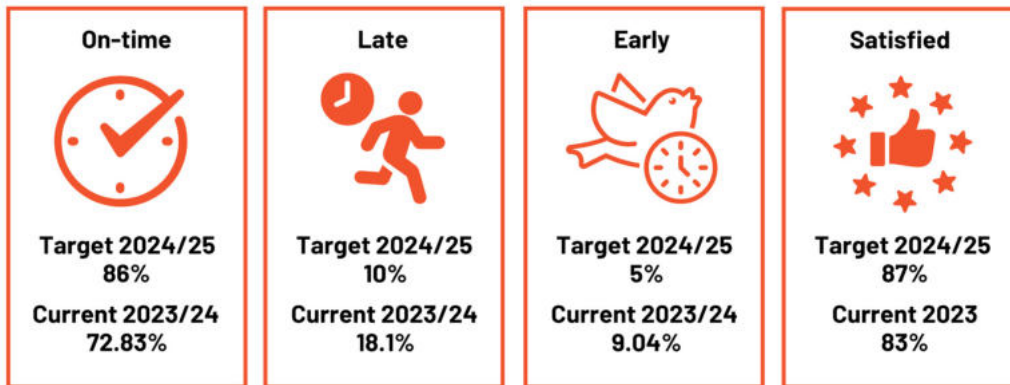 On-time
Target 2024/25
86%
Current 2023/24
72.83%
Late
Target 2024/25
10%
Current 2023/24
18.1%
Early
Target 2024/25
5%
Current 2023/24
9.04%
Satisfied
Target 2024/25
87%
Current 2023
83%